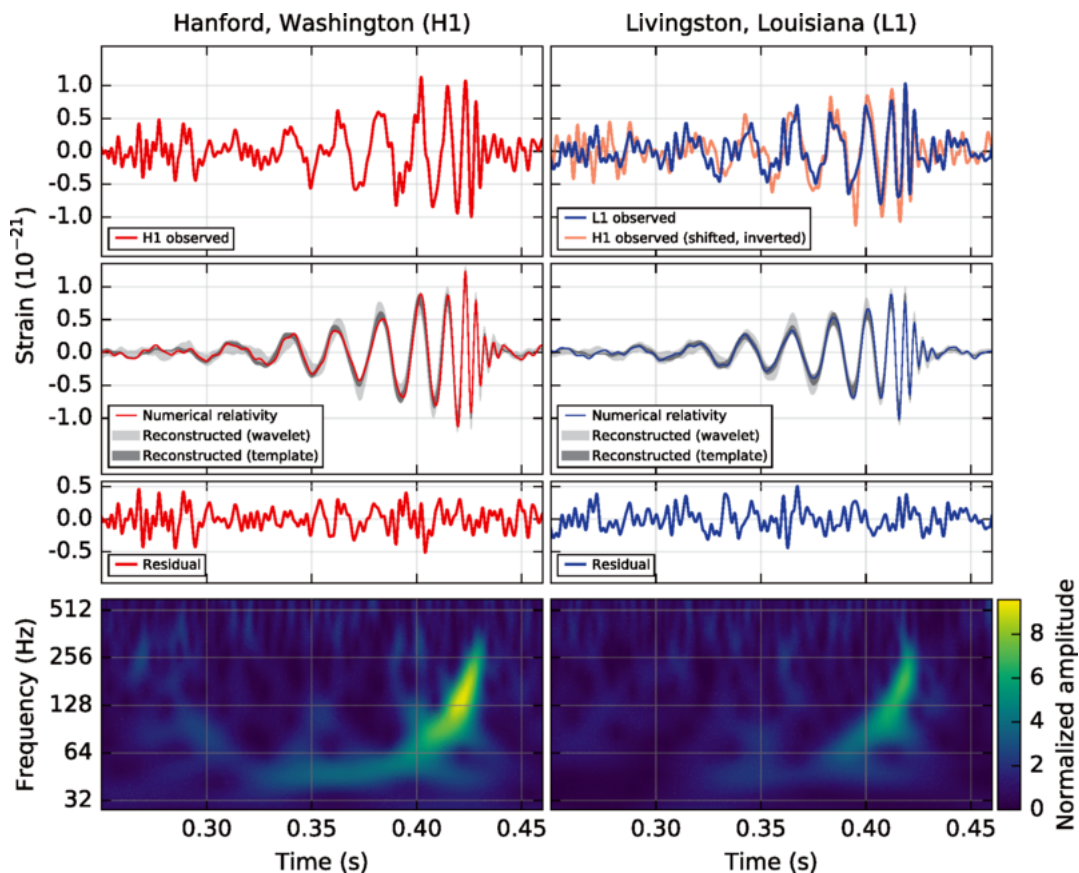 Hanford, Washington (H1)
Livingston, Louisiana (L1)
Strain (10⁻²¹)
1.0
0.5
0.0
-0.5
-1.0
H1 observed
L1 observed
H1 observed (shifted, inverted)
1.0
0.5
0.0
-0.5
-1.0
Numerical relativity
Reconstructed (wavelet)
Reconstructed (template)
Numerical relativity
Reconstructed (wavelet)
Reconstructed (template)
0.5
0.0
-0.5
Residual
Residual
Frequency (Hz)
512
256
128
64
32
Normalized amplitude
8
6
4
2
0
0.30 0.35 0.40 0.45
0.30 0.35 0.40 0.45
Time (s)
Time (s)